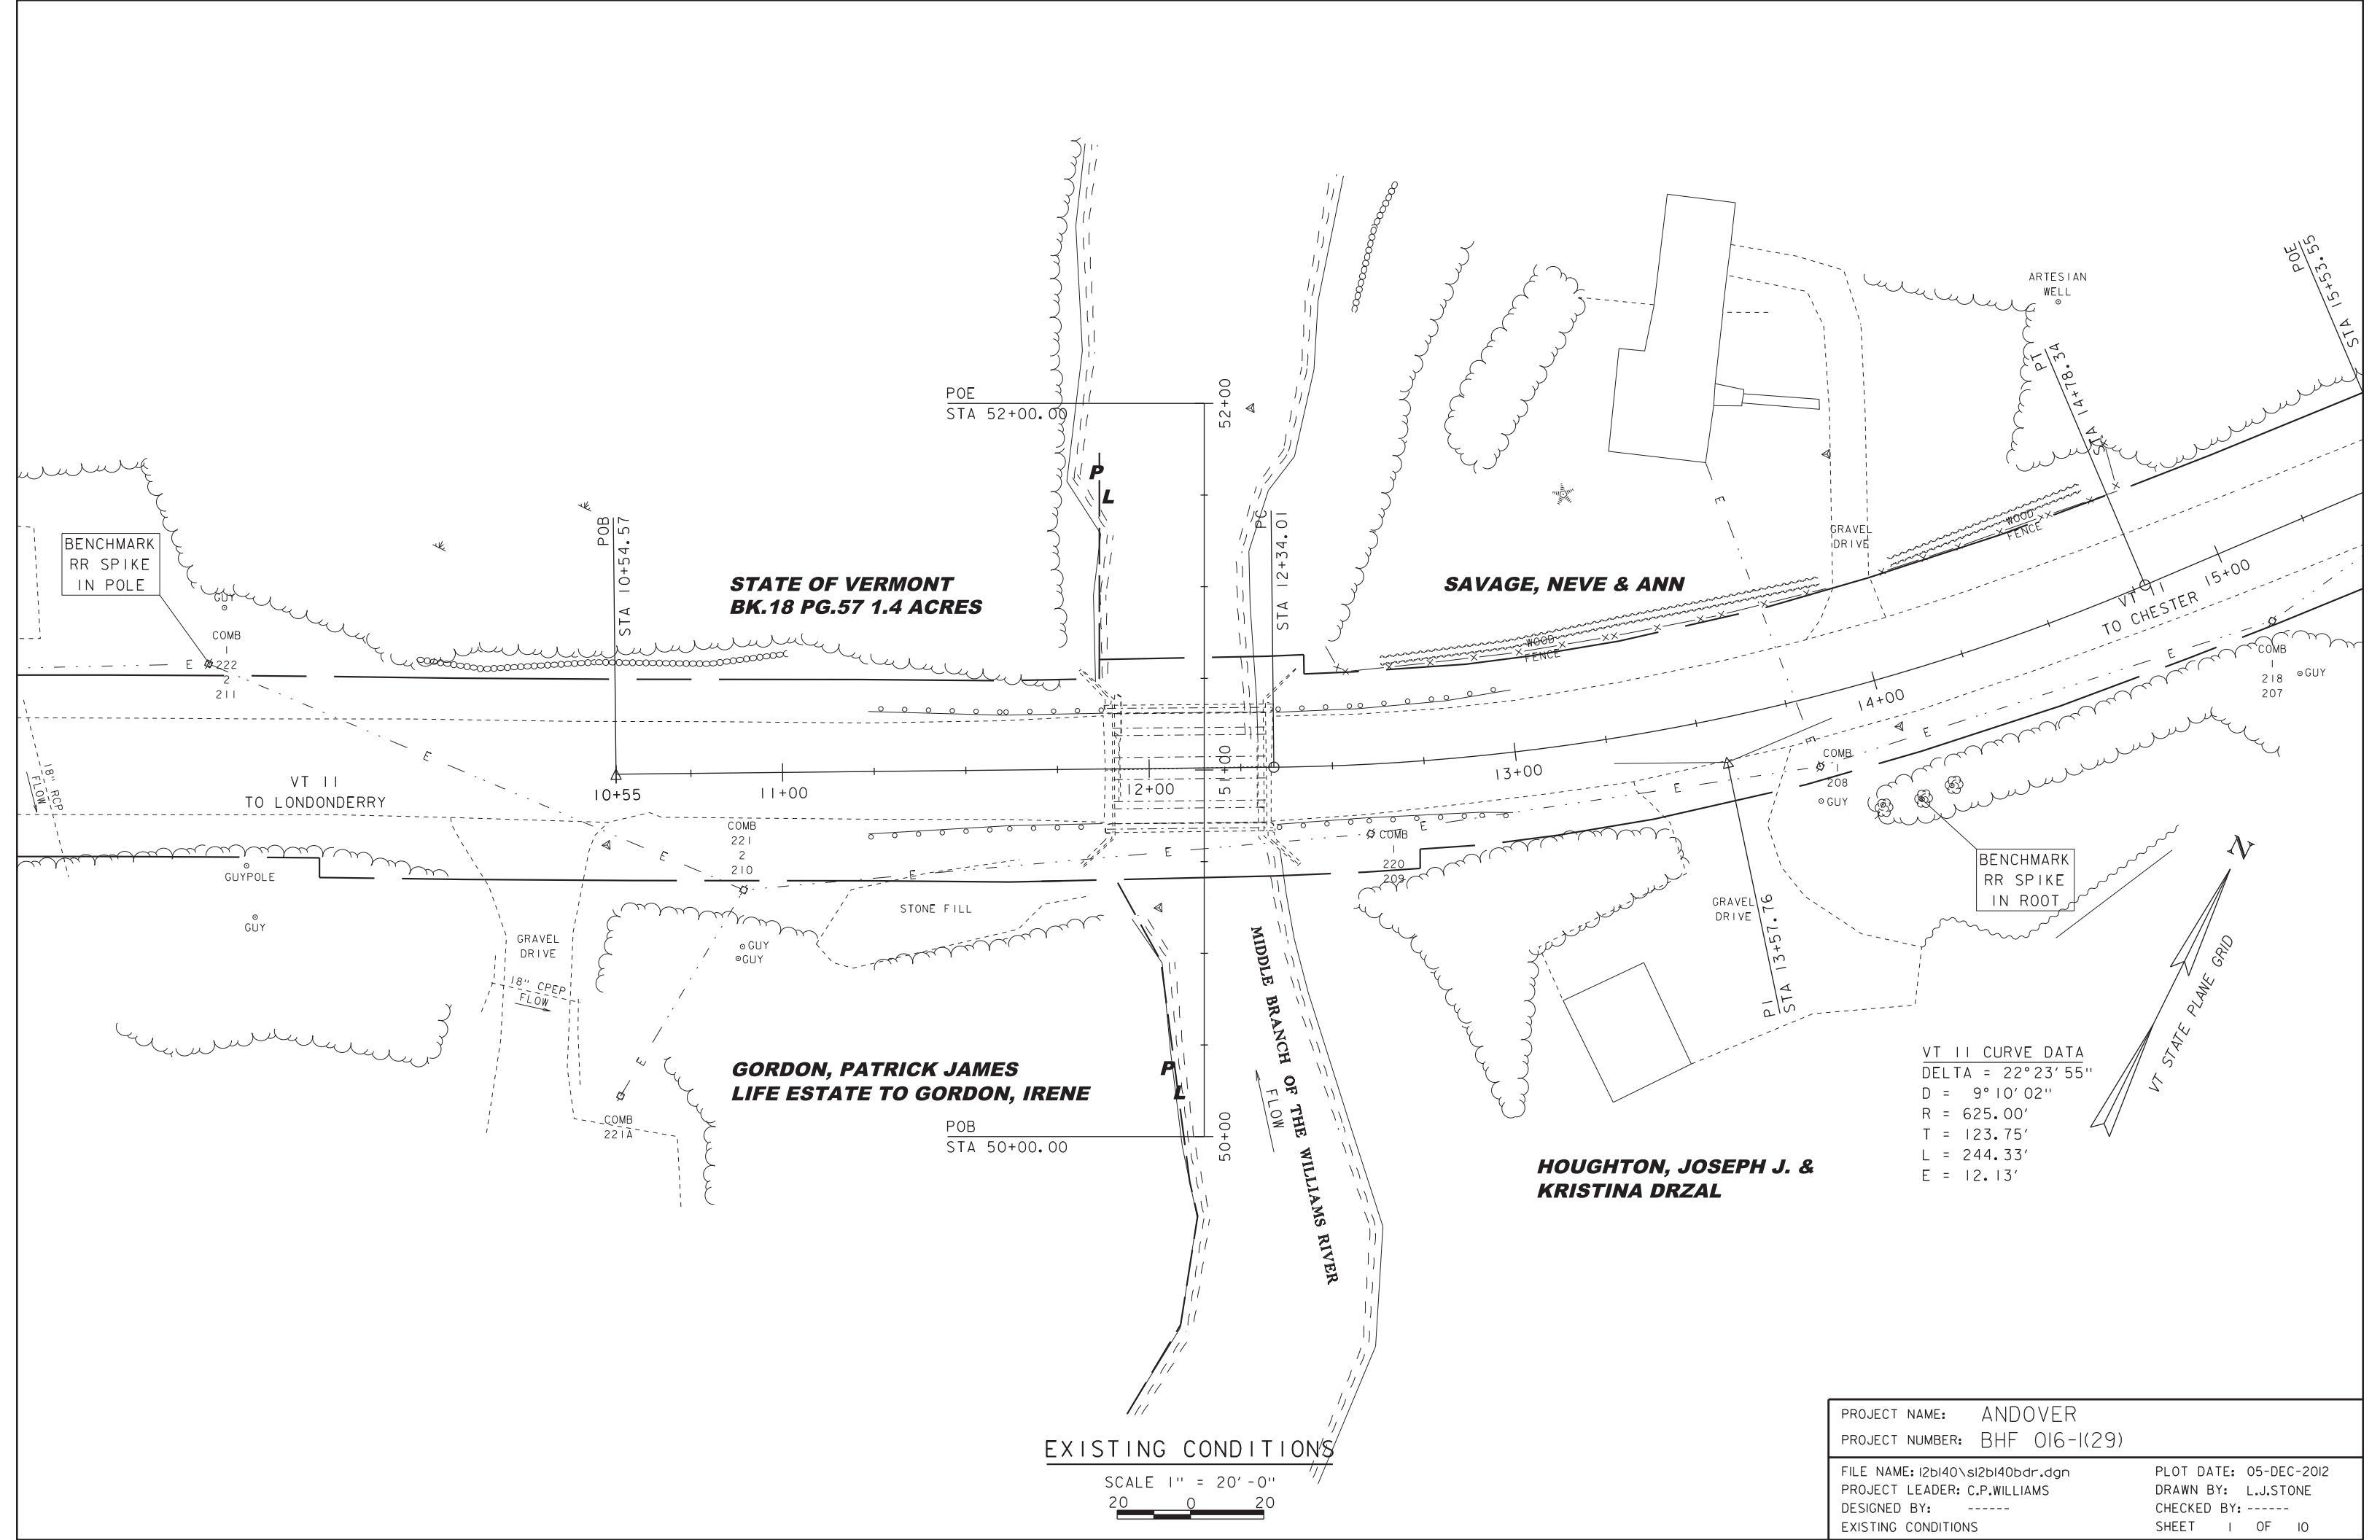 POE
STA 15+53.55
ARTESIAN
WELL
PT
STA 14+78.34
POE
STA 52+00.00
52+00
P
L
BENCHMARK
RR SPIKE
IN POLE
GUY
COMB
1
222
2
211
E
POB
STA 10+54.57
STATE OF VERMONT
BK.18 PG.57 1.4 ACRES
PC
STA 12+34.01
SAVAGE, NEVE & ANN
E
GRAVEL
DRIVE
WOOD
FENCE
WOOD
FENCE
15+00
VT 11
TO CHESTER
14+00
E
COMB
1
218
207
GUY
18" RCP
FLOW
VT 11
TO LONDONDERRY
E
10+55
11+00
12+00
51+00
13+00
E
COMB
1
208
GUY
E
COMB
221
2
210
E
E
E
E
COMB
1
220
209
GUYPOLE
GUY
GRAVEL
DRIVE
18" CPEP
FLOW
GUY
GUY
STONE FILL
GRAVEL
DRIVE
PI
STA 13+57.76
BENCHMARK
RR SPIKE
IN ROOT
N
VT STATE PLANE GRID
E
COMB
221A
GORDON, PATRICK JAMES
LIFE ESTATE TO GORDON, IRENE
P
L
POB
STA 50+00.00
50+00
FLOW
MIDDLE BRANCH OF THE WILLIAMS RIVER
HOUGHTON, JOSEPH J. &
KRISTINA DRZAL
VT 11 CURVE DATA
DELTA = 22°23'55"
D = 9°10'02"
R = 625.00'
T = 123.75'
L = 244.33'
E = 12.13'
EXISTING CONDITIONS
SCALE 1" = 20'-0"
20 0 20
PROJECT NAME: ANDOVER
PROJECT NUMBER: BHF 016-1(29)
FILE NAME: 12b140\s12b140bdr.dgn
PROJECT LEADER: C.P.WILLIAMS
DESIGNED BY: ------
EXISTING CONDITIONS
PLOT DATE: 05-DEC-2012
DRAWN BY: L.J.STONE
CHECKED BY: ------
SHEET 1 OF 10